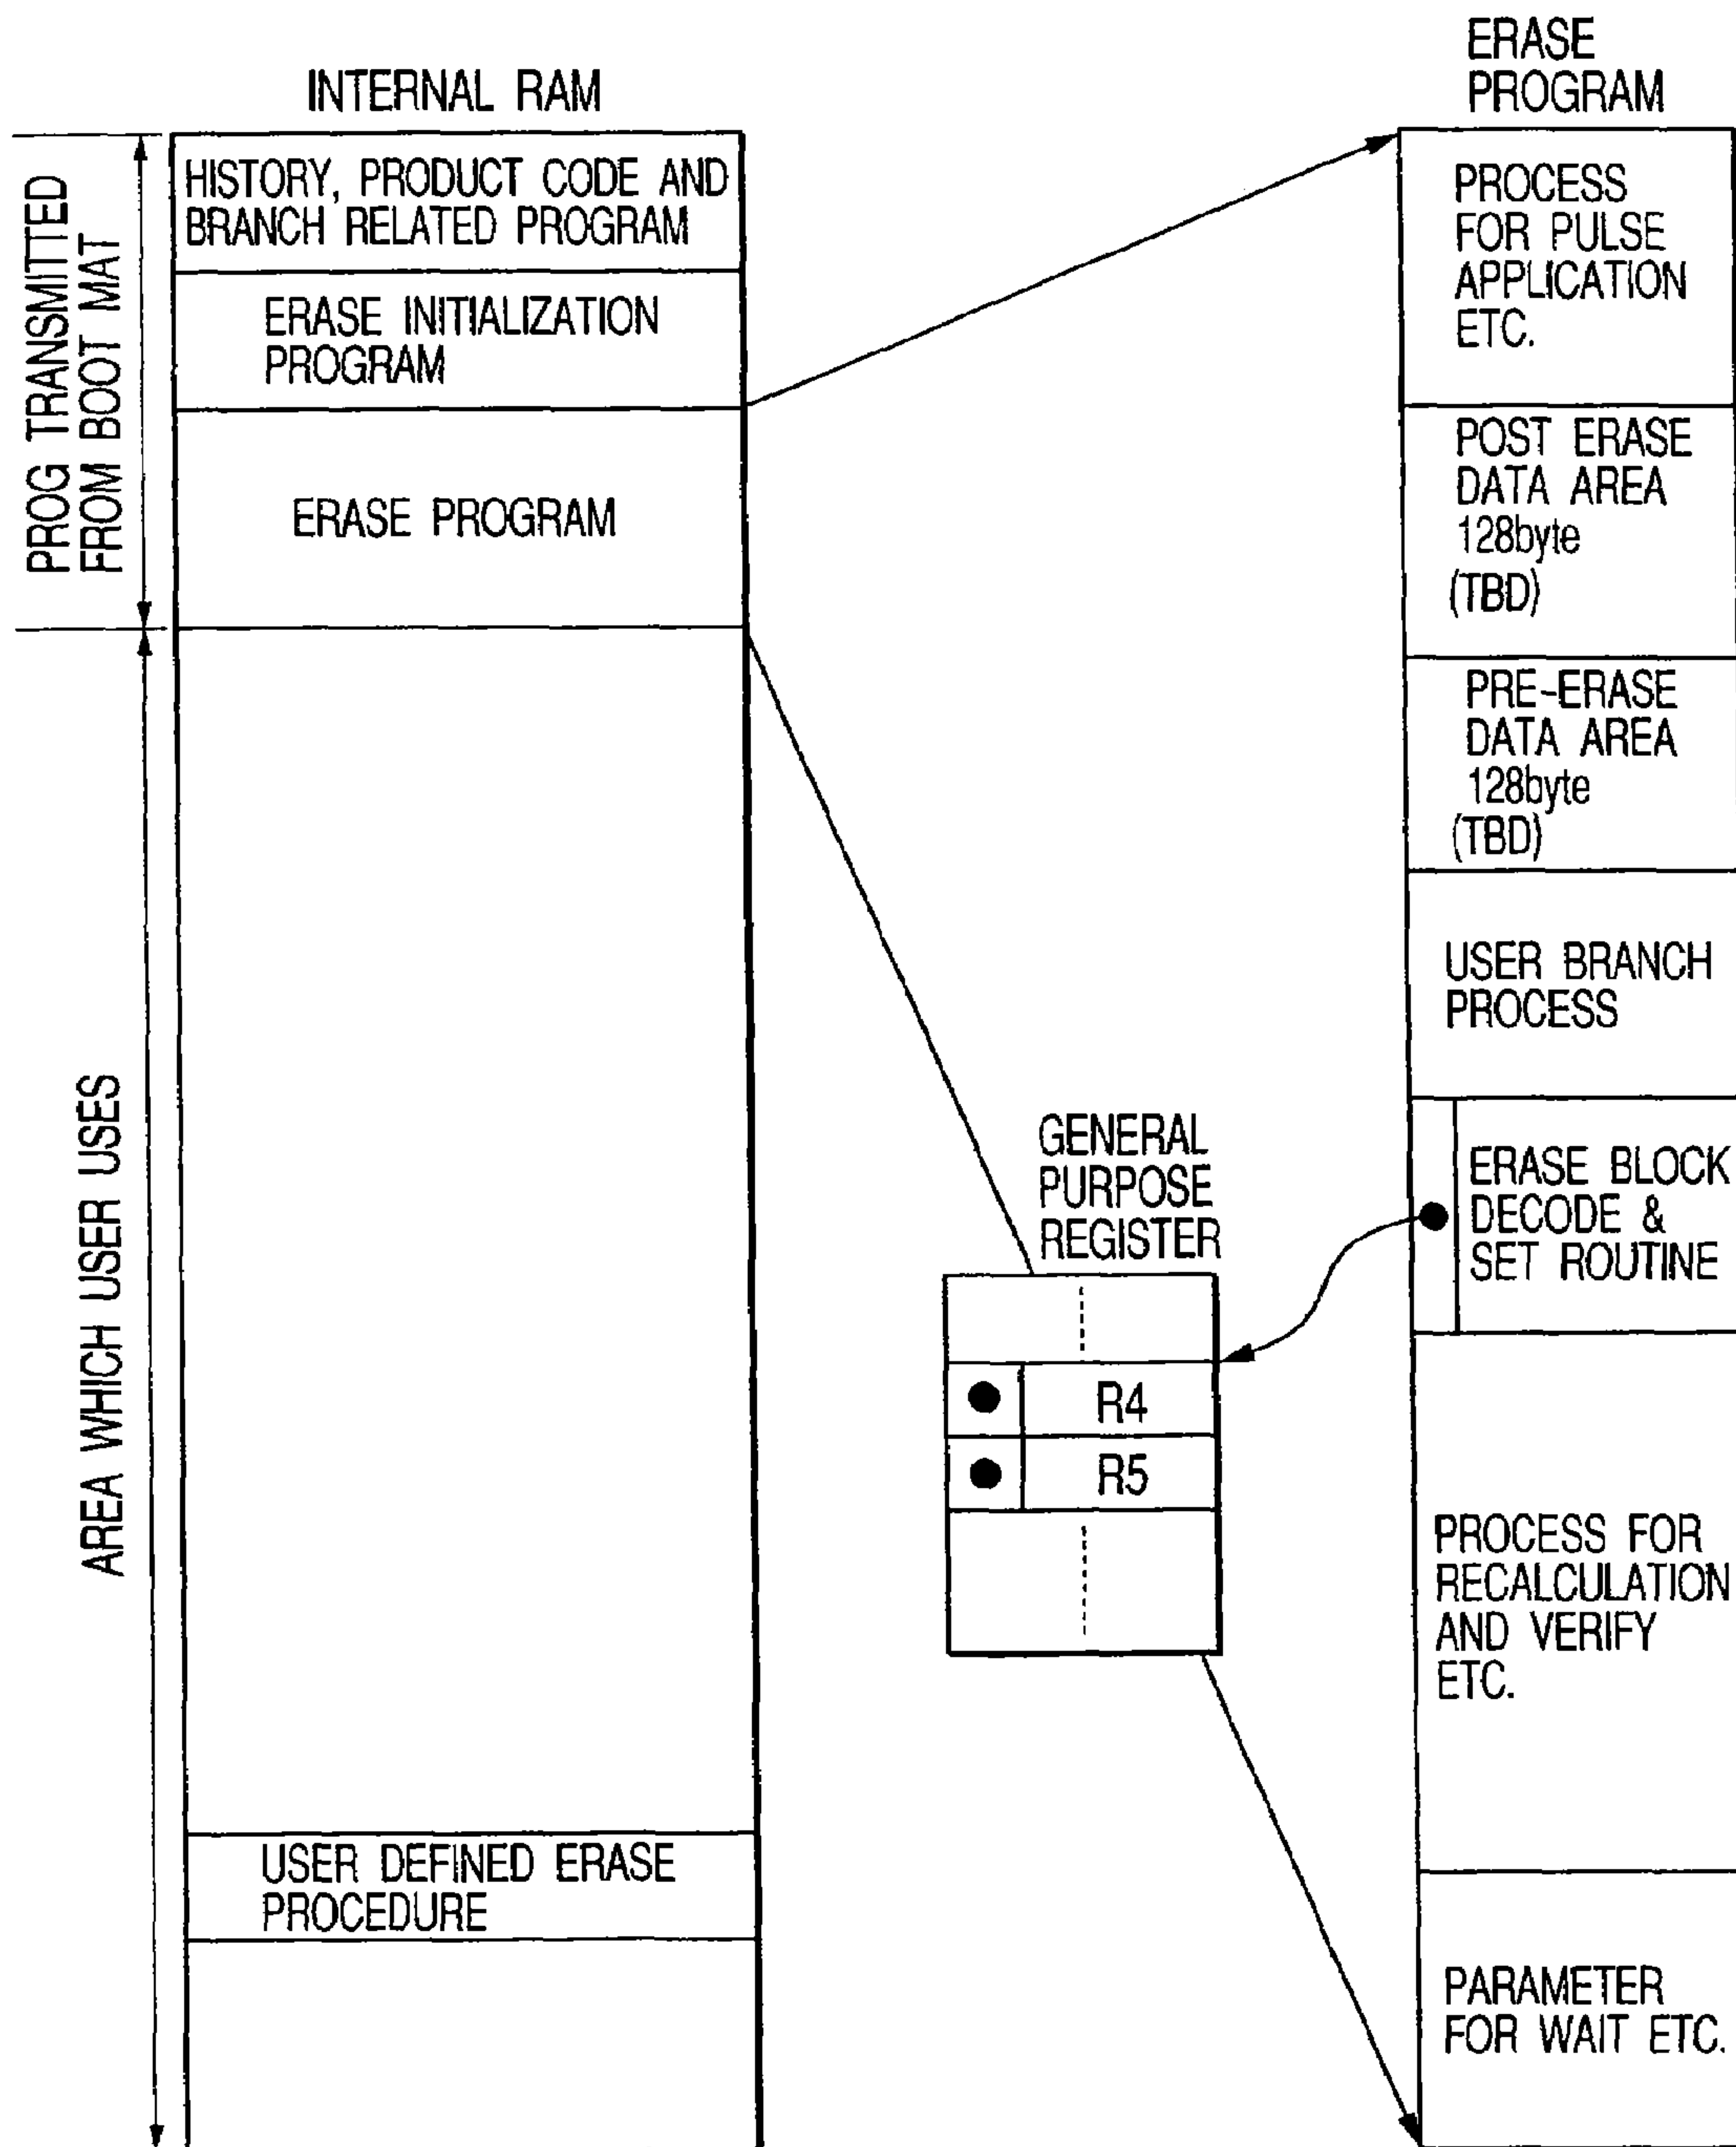 INTERNAL RAM
PROG TRANSMITTED
FROM BOOT MAT
HISTORY, PRODUCT CODE AND
BRANCH RELATED PROGRAM
ERASE INITIALIZATION
PROGRAM
ERASE PROGRAM
AREA WHICH USER USES
USER DEFINED ERASE
PROCEDURE
GENERAL
PURPOSE
REGISTER
R4
R5
ERASE
PROGRAM
PROCESS
FOR PULSE
APPLICATION
ETC.
POST ERASE
DATA AREA
128byte
(TBD)
PRE-ERASE
DATA AREA
128byte
(TBD)
USER BRANCH
PROCESS
ERASE BLOCK
DECODE &
SET ROUTINE
PROCESS FOR
RECALCULATION
AND VERIFY
ETC.
PARAMETER
FOR WAIT ETC.